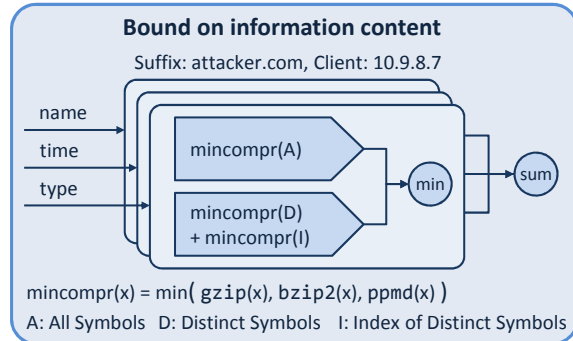 Bound on information content
Suffix: attacker.com, Client: 10.9.8.7
name
time
type
mincompr(A)
mincompr(D)
+ mincompr(I)
min
sum
mincompr(x) = min( gzip(x), bzip2(x), ppmd(x) )
A: All Symbols D: Distinct Symbols I: Index of Distinct Symbols